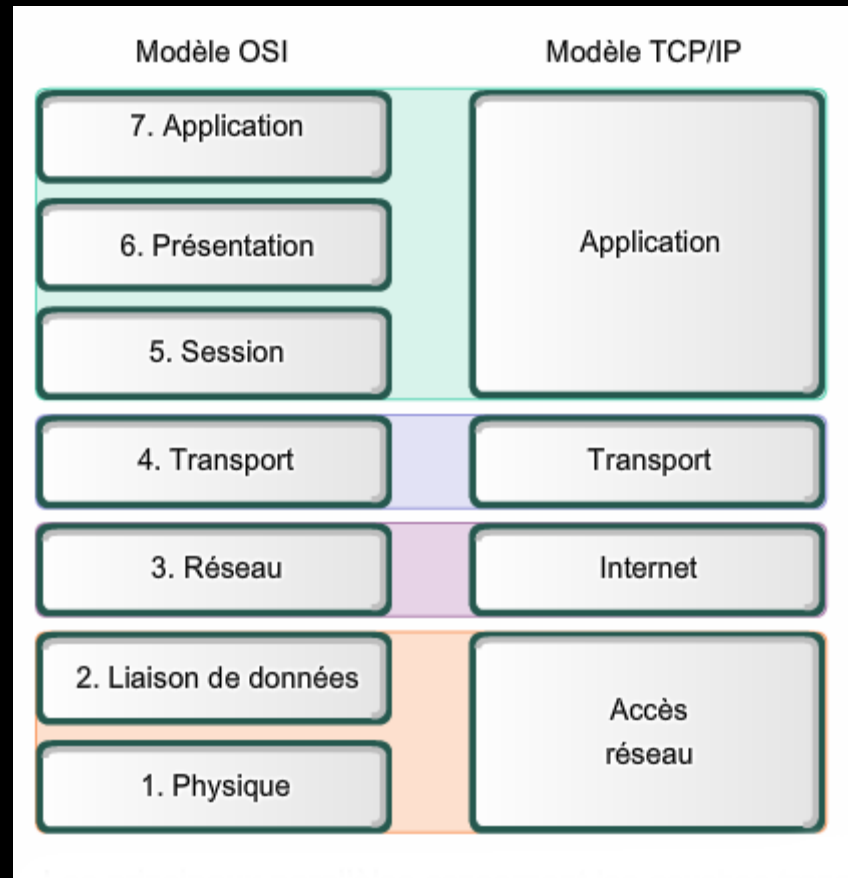 Modèle OSI
Modèle TCP/IP
7. Application
6. Présentation
5. Session
4. Transport
3. Réseau
2. Liaison de données
1. Physique
Application
Transport
Internet
Accès
réseau